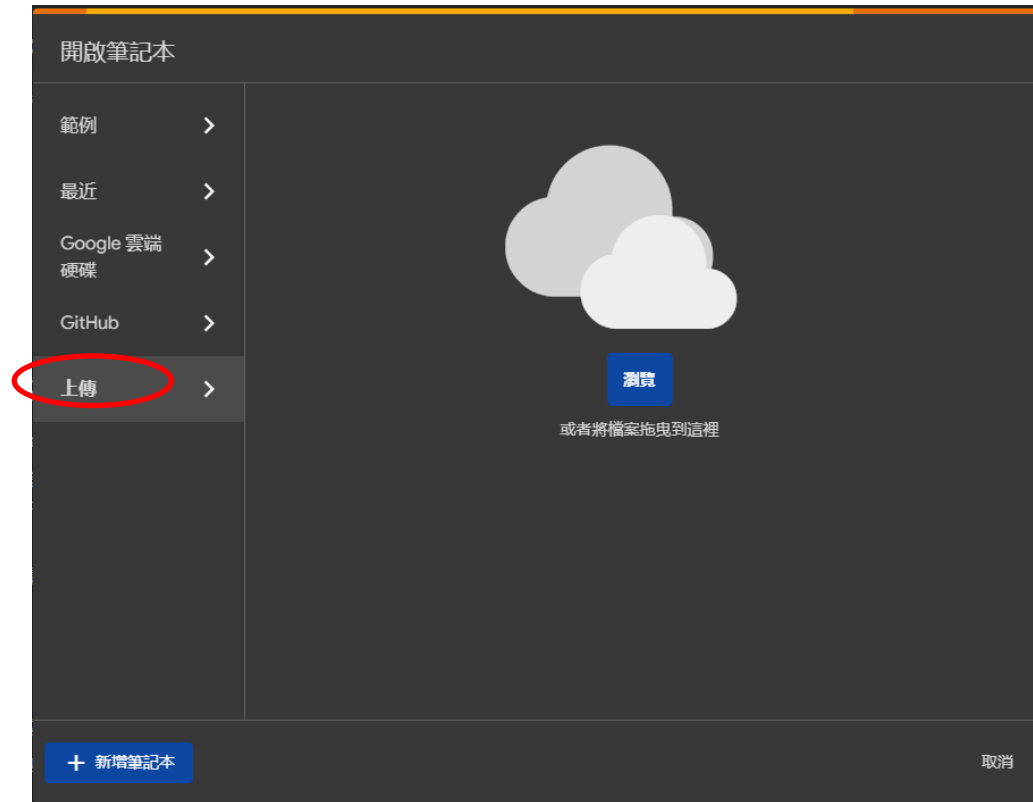 開啟筆記本
範例
最近
Google 雲端
硬碟
GitHub
上傳
瀏覽
或者將檔案拖曳到這裡
新增筆記本
取消